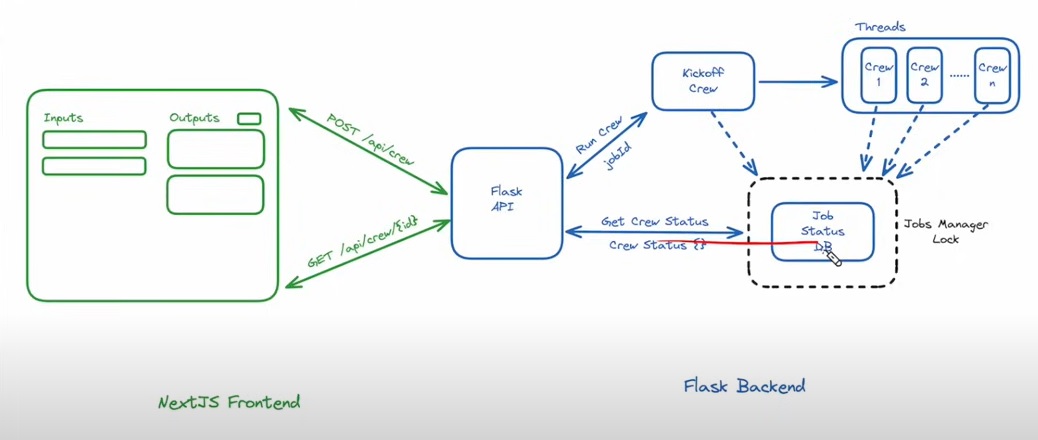 Threads
Kickoff
Crew
Crew
1
Crew
2
......
Crew
n
Inputs
Outputs
POST /api/crew
Run Crew
jobId
Flask
API
GET /api/crew/{id}
Get Crew Status
Crew Status {}
Job
Status
DB
Jobs Manager
Lock
NextJS Frontend
Flask Backend